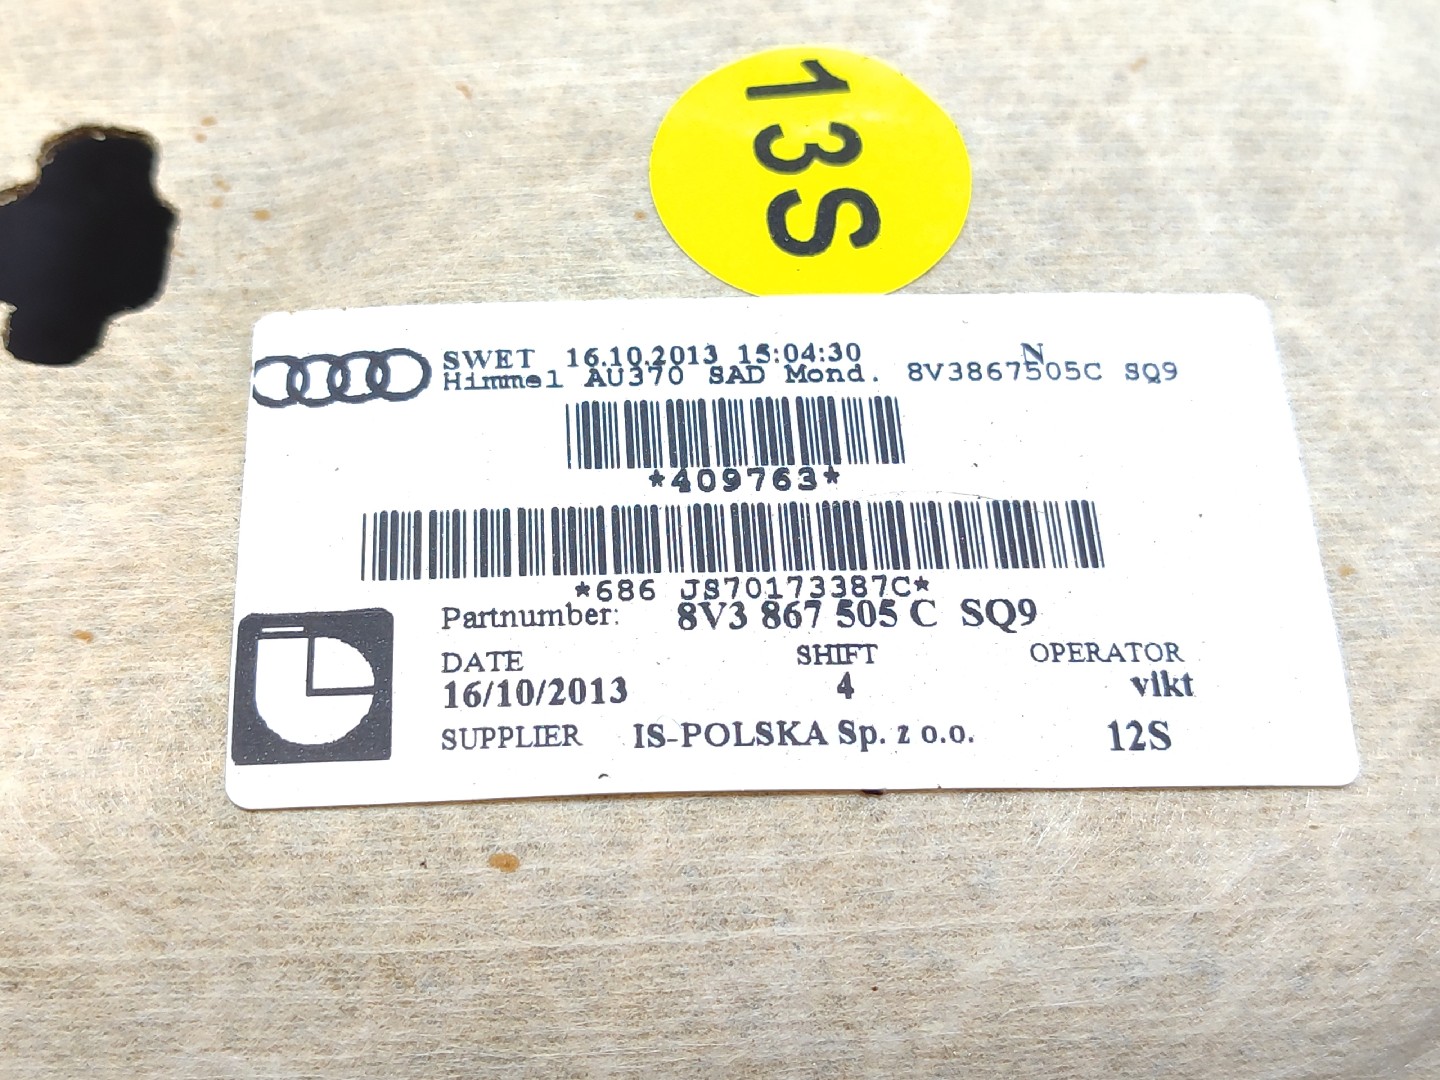 13S
SWET 16.10.2013 15:04:30 N
Himmel AU370 SAD Mond. 8V3867505C SQ9
*409763*
*686 JS70173387C*
Partnumber: 8V3 867 505 C SQ9
DATE SHIFT OPERATOR
16/10/2013 4 vikt
SUPPLIER IS-POLSKA Sp. z o.o. 12S